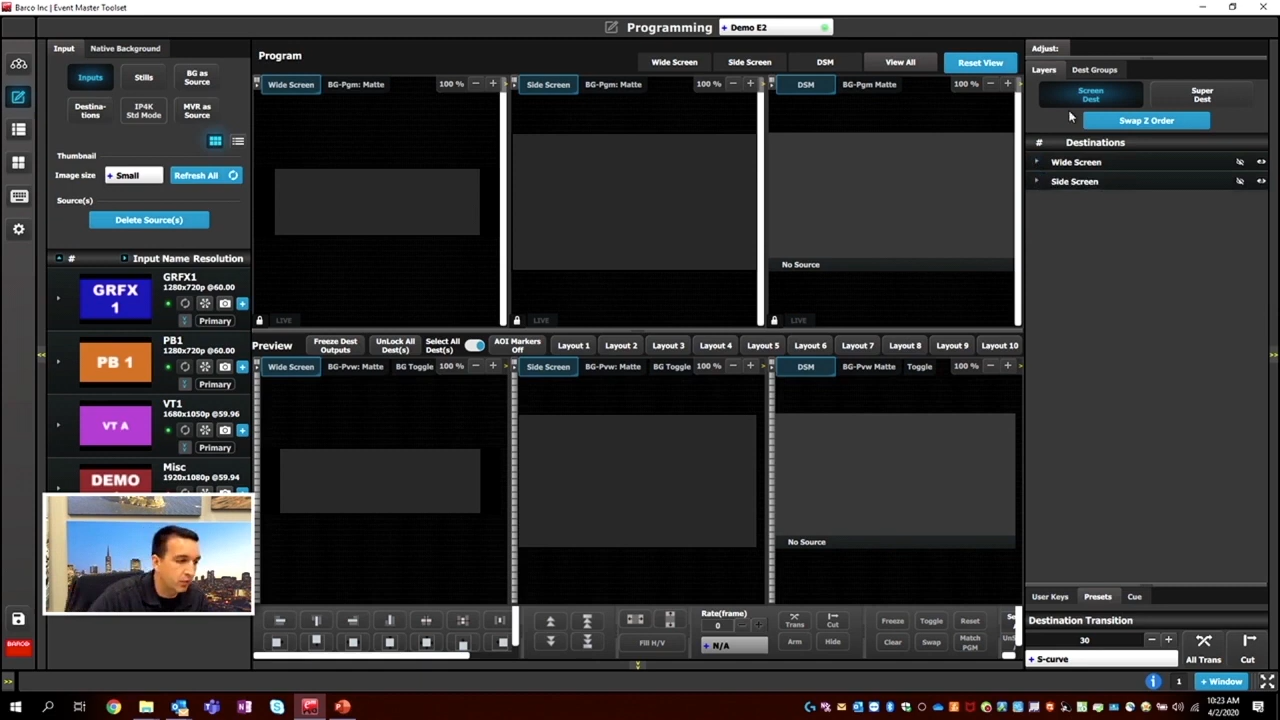 Barco Inc | Event Master Toolset
Programming
+ Demo E2
Input
Native Background
Inputs
Stills
BG as
Source
Destina-
tions
IP4K
Std Mode
MVR as
Source
Thumbnail
Image size
+ Small
Refresh All
Source(s)
Delete Source(s)
#
Input Name
Resolution
GRFX
1
GRFX1
1280x720p @60.00
Primary
PB 1
PB1
1280x720p @60.00
Primary
VT A
VT1
1680x1050p @59.96
Primary
DEMO
Misc
1920x1080p @59.94
Program
Wide Screen
Side Screen
DSM
View All
Reset View
Wide Screen
BG-Pgm: Matte
100 %
Side Screen
BG-Pgm: Matte
100 %
DSM
BG-Pgm Matte
100 %
No Source
LIVE
LIVE
LIVE
Preview
Freeze Dest
Outputs
UnLock All
Dest(s)
Select All
Dest(s)
AOI Markers
Off
Layout 1
Layout 2
Layout 3
Layout 4
Layout 5
Layout 6
Layout 7
Layout 8
Layout 9
Layout 10
Wide Screen
BG-Pvw: Matte
BG Toggle
100 %
Side Screen
BG-Pvw: Matte
BG Toggle
100 %
DSM
BG-Pvw Matte
Toggle
100 %
No Source
Fill H/V
Rate(frame)
0
+ N/A
Trans
Cut
Arm
Hide
Freeze
Toggle
Reset
Clear
Swap
Match
PGM
Adjust:
Layers
Dest Groups
Screen
Dest
Super
Dest
Swap Z Order
#
Destinations
Wide Screen
Side Screen
User Keys
Presets
Cue
Destination Transition
30
+ S-curve
All Trans
Cut
BARCO
1
+ Window
10:23 AM
4/2/2020